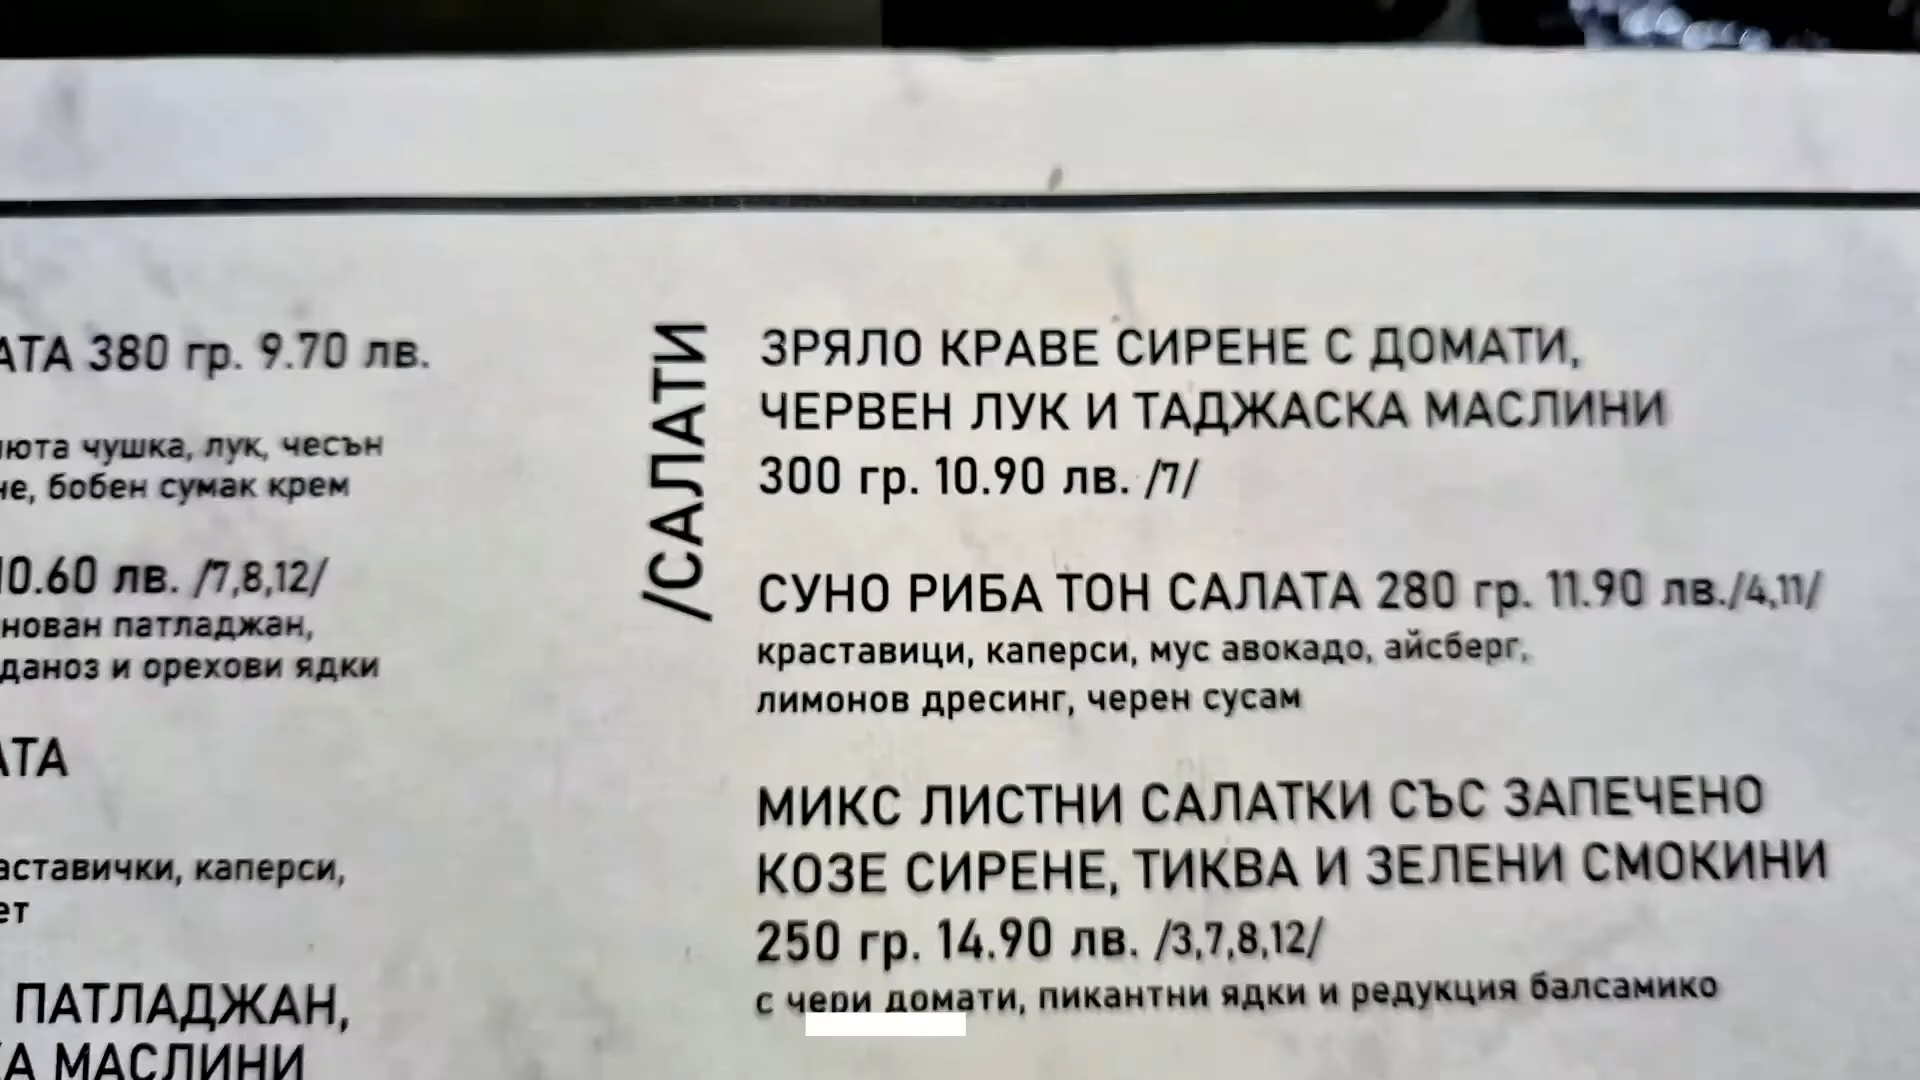 АТА 380 гр. 9.70 лв.
люта чушка, лук, чесън
не, бобен сумак крем
10.60 лв. /7,8,12/
нован патладжан,
даноз и орехови ядки
АТА
аставички, каперси,
ет
ПАТЛАДЖАН,
КА МАСЛИНИ
/САЛАТИ
ЗРЯЛО КРАВЕ СИРЕНЕ С ДОМАТИ,
ЧЕРВЕН ЛУК И ТАДЖАСКА МАСЛИНИ
300 гр. 10.90 лв. /7/
СУНО РИБА ТОН САЛАТА 280 гр. 11.90 лв./4,11/
краставици, каперси, мус авокадо, айсберг,
лимонов дресинг, черен сусам
МИКС ЛИСТНИ САЛАТКИ СЪС ЗАПЕЧЕНО
КОЗЕ СИРЕНЕ, ТИКВА И ЗЕЛЕНИ СМОКИНИ
250 гр. 14.90 лв. /3,7,8,12/
с чери домати, пикантни ядки и редукция балсамико